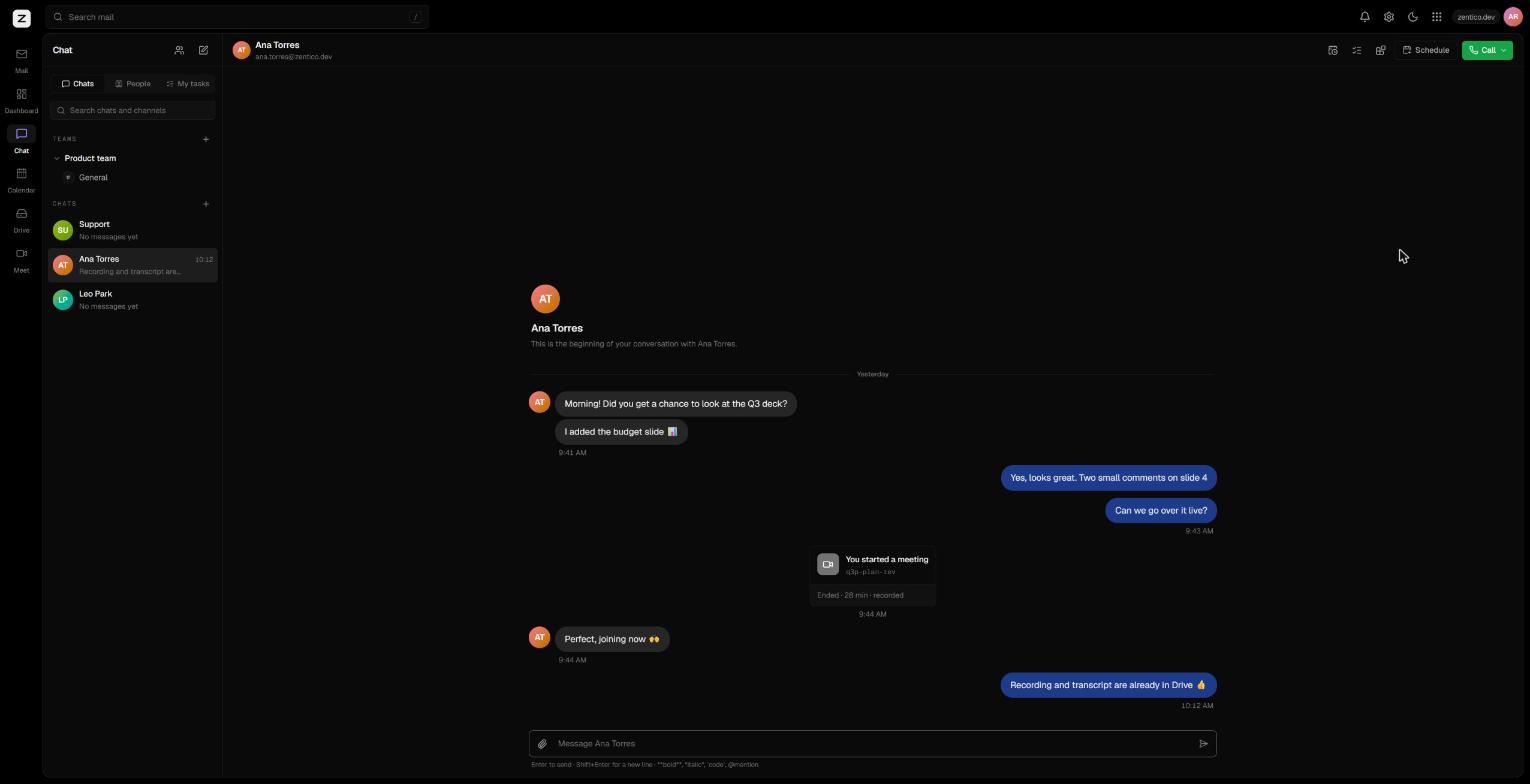 Z
Search mail
/
zentico.dev
AR
Mail
Dashboard
Chat
Calendar
Drive
Meet
Chat
Chats
People
My tasks
Search chats and channels
TEAMS
Product team
# General
CHATS
SU
Support
No messages yet
AT
Ana Torres
10:12
Recording and transcript are...
LP
Leo Park
No messages yet
AT
Ana Torres
ana.torres@zentico.dev
Schedule
Call
AT
Ana Torres
This is the beginning of your conversation with Ana Torres.
Yesterday
AT
Morning! Did you get a chance to look at the Q3 deck?
I added the budget slide 📊
9:41 AM
Yes, looks great. Two small comments on slide 4
Can we go over it live?
9:43 AM
You started a meeting
q3p-plan-rev
Ended · 28 min · recorded
9:44 AM
AT
Perfect, joining now 🙌
9:44 AM
Recording and transcript are already in Drive 👍
10:12 AM
Message Ana Torres
Enter to send · Shift+Enter for a new line · **bold**, *italic*, `code`, @mention